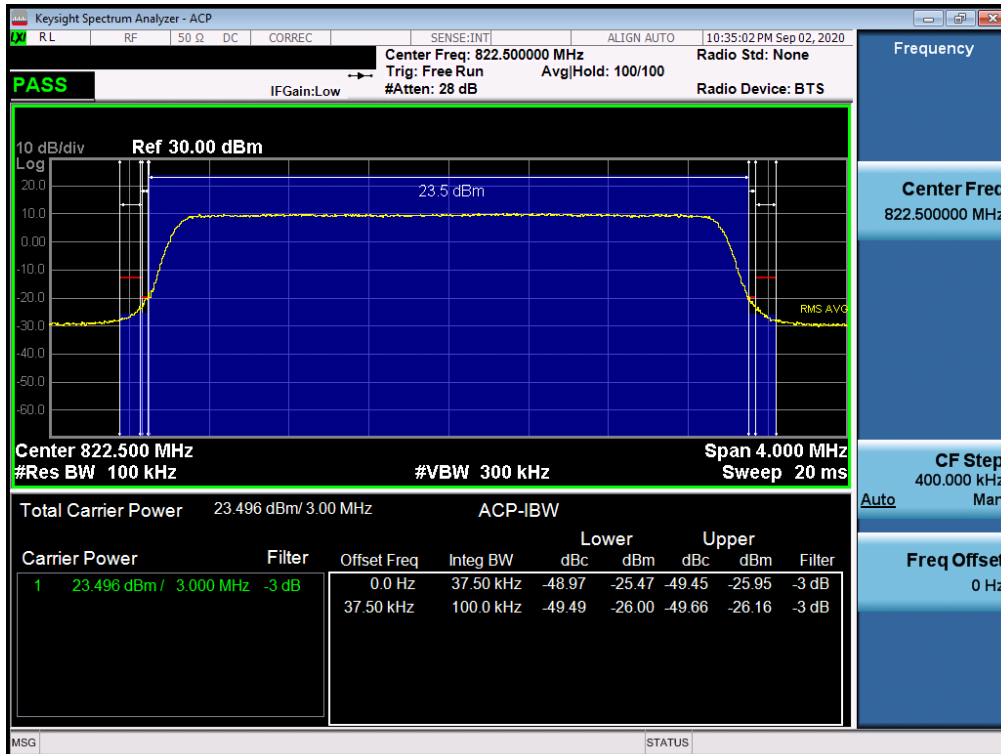 Keysight Spectrum Analyzer - ACP
LXI RL RF 50 Ω DC CORREC SENSE:INT ALIGN AUTO 10:35:02 PM Sep 02, 2020
Center Freq: 822.500000 MHz Radio Std: None
Trig: Free Run Avg|Hold: 100/100
PASS IFGain:Low #Atten: 28 dB Radio Device: BTS
Frequency
10 dB/div Ref 30.00 dBm
Log
20.0
23.5 dBm
10.0
0.00
-10.0
-20.0
RMS AVG
-30.0
-40.0
-50.0
-60.0
Center 822.500 MHz Span 4.000 MHz
#Res BW 100 kHz #VBW 300 kHz Sweep 20 ms
Center Freq
822.500000 MHz
CF Step
400.000 kHz
Auto Man
Freq Offset
0 Hz
Total Carrier Power 23.496 dBm/ 3.00 MHz ACP-IBW
Lower Upper
Carrier Power Filter Offset Freq Integ BW dBc dBm dBc dBm Filter
1 23.496 dBm / 3.000 MHz -3 dB 0.0 Hz 37.50 kHz -48.97 -25.47 -49.45 -25.95 -3 dB
37.50 kHz 100.0 kHz -49.49 -26.00 -49.66 -26.16 -3 dB
MSG STATUS